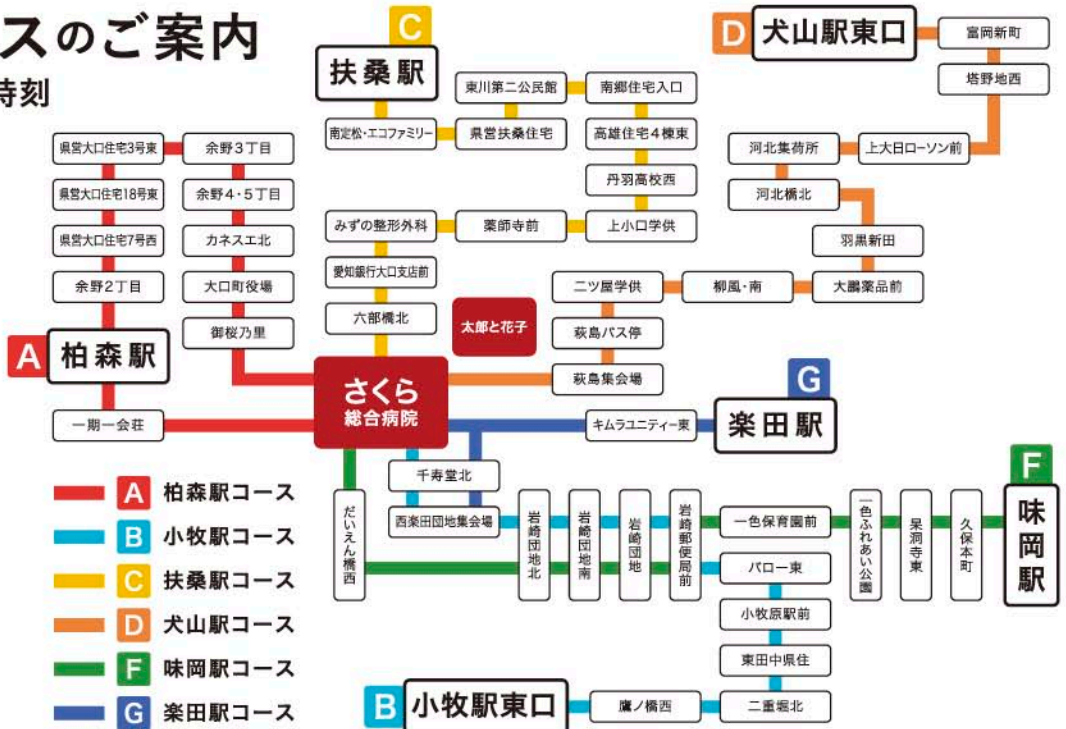 スのご案内
時刻
C
扶桑駅
D
犬山駅東口
富岡新町
塔野地西
東川第二公民館
南郷住宅入口
南定松・エコファミリー
県営扶桑住宅
高雄住宅4棟東
丹羽高校西
河北集荷所
上大日ローソン前
河北橋北
県営大口住宅3号東
余野3丁目
県営大口住宅18号東
余野4・5丁目
みずの整形外科
薬師寺前
上小口学供
県営大口住宅7号西
カネスエ北
羽黒新田
愛知銀行大口支店前
余野2丁目
大口町役場
二ツ屋学供
柳風・南
大鵬薬品前
六部橋北
太郎と花子
御桜乃里
萩島バス停
A
柏森駅
さくら
総合病院
萩島集会場
G
楽田駅
一期一会荘
キムラユニティー東
千寿堂北
西楽田団地集会場
だいえん橋西
岩崎団地北
岩崎団地南
岩崎団地
岩崎郵便局前
一色保育園前
一色ふれあい公園
杲洞寺東
久保本町
F
味岡駅
バロー東
小牧原駅前
東田中県住
二重堀北
鷹ノ橋西
B
小牧駅東口
A 柏森駅コース
B 小牧駅コース
C 扶桑駅コース
D 犬山駅コース
F 味岡駅コース
G 楽田駅コース